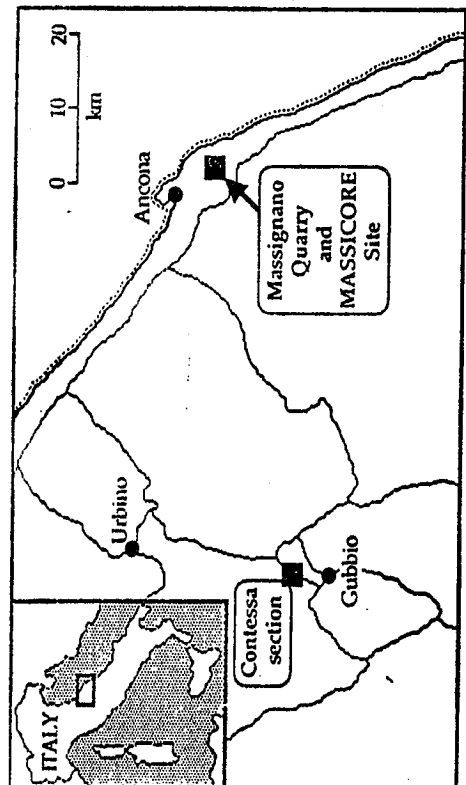 ITALY
Urbino
Ancona
0 10 20
km
Massignano
Quarry
and
MASSICORE
Site
Contessa
section
Gubbio